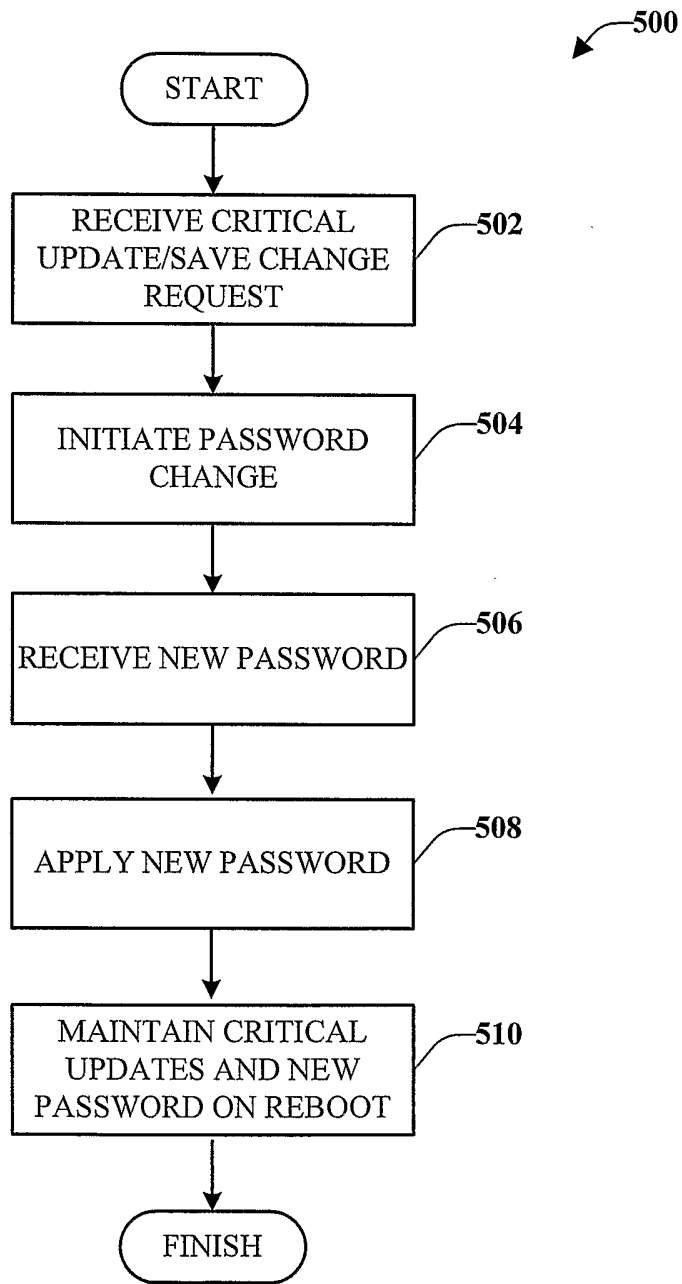 500
START
RECEIVE CRITICAL
UPDATE/SAVE CHANGE
REQUEST
502
INITIATE PASSWORD
CHANGE
504
RECEIVE NEW PASSWORD
506
APPLY NEW PASSWORD
508
MAINTAIN CRITICAL
UPDATES AND NEW
PASSWORD ON REBOOT
510
FINISH